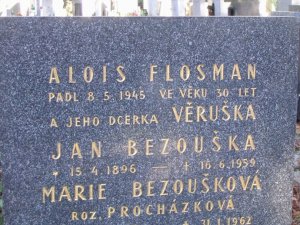 ALOIS FLOSMAN
PADL 8.5.1945 VE VĚKU 30 LET
A JEHO DCERKA VĚRUŠKA
JAN BEZOUŠKA
* 15.4.1896 — † 16.6.1959
MARIE BEZOUŠKOVÁ
ROZ. PROCHÁZKOVÁ
1962